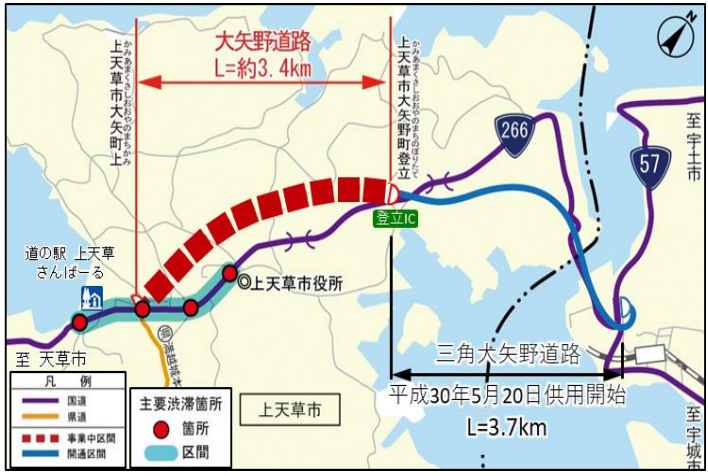 N
大矢野道路
L=約3.4km
かみあまくさしおおやのまちかみ
上天草市大矢町上
かみあまくさしおおやのまちのぼりたて
上天草市大矢野町登立
266
57
至 宇土市
登立IC
道の駅 上天草
さんぱーる
◎上天草市役所
至 天草市
県
三角大矢野道路
平成30年5月20日供用開始
L=3.7km
上天草市
至 宇城市
凡 例
国道
県道
事業中区間
開通区間
主要渋滞箇所
箇所
区間